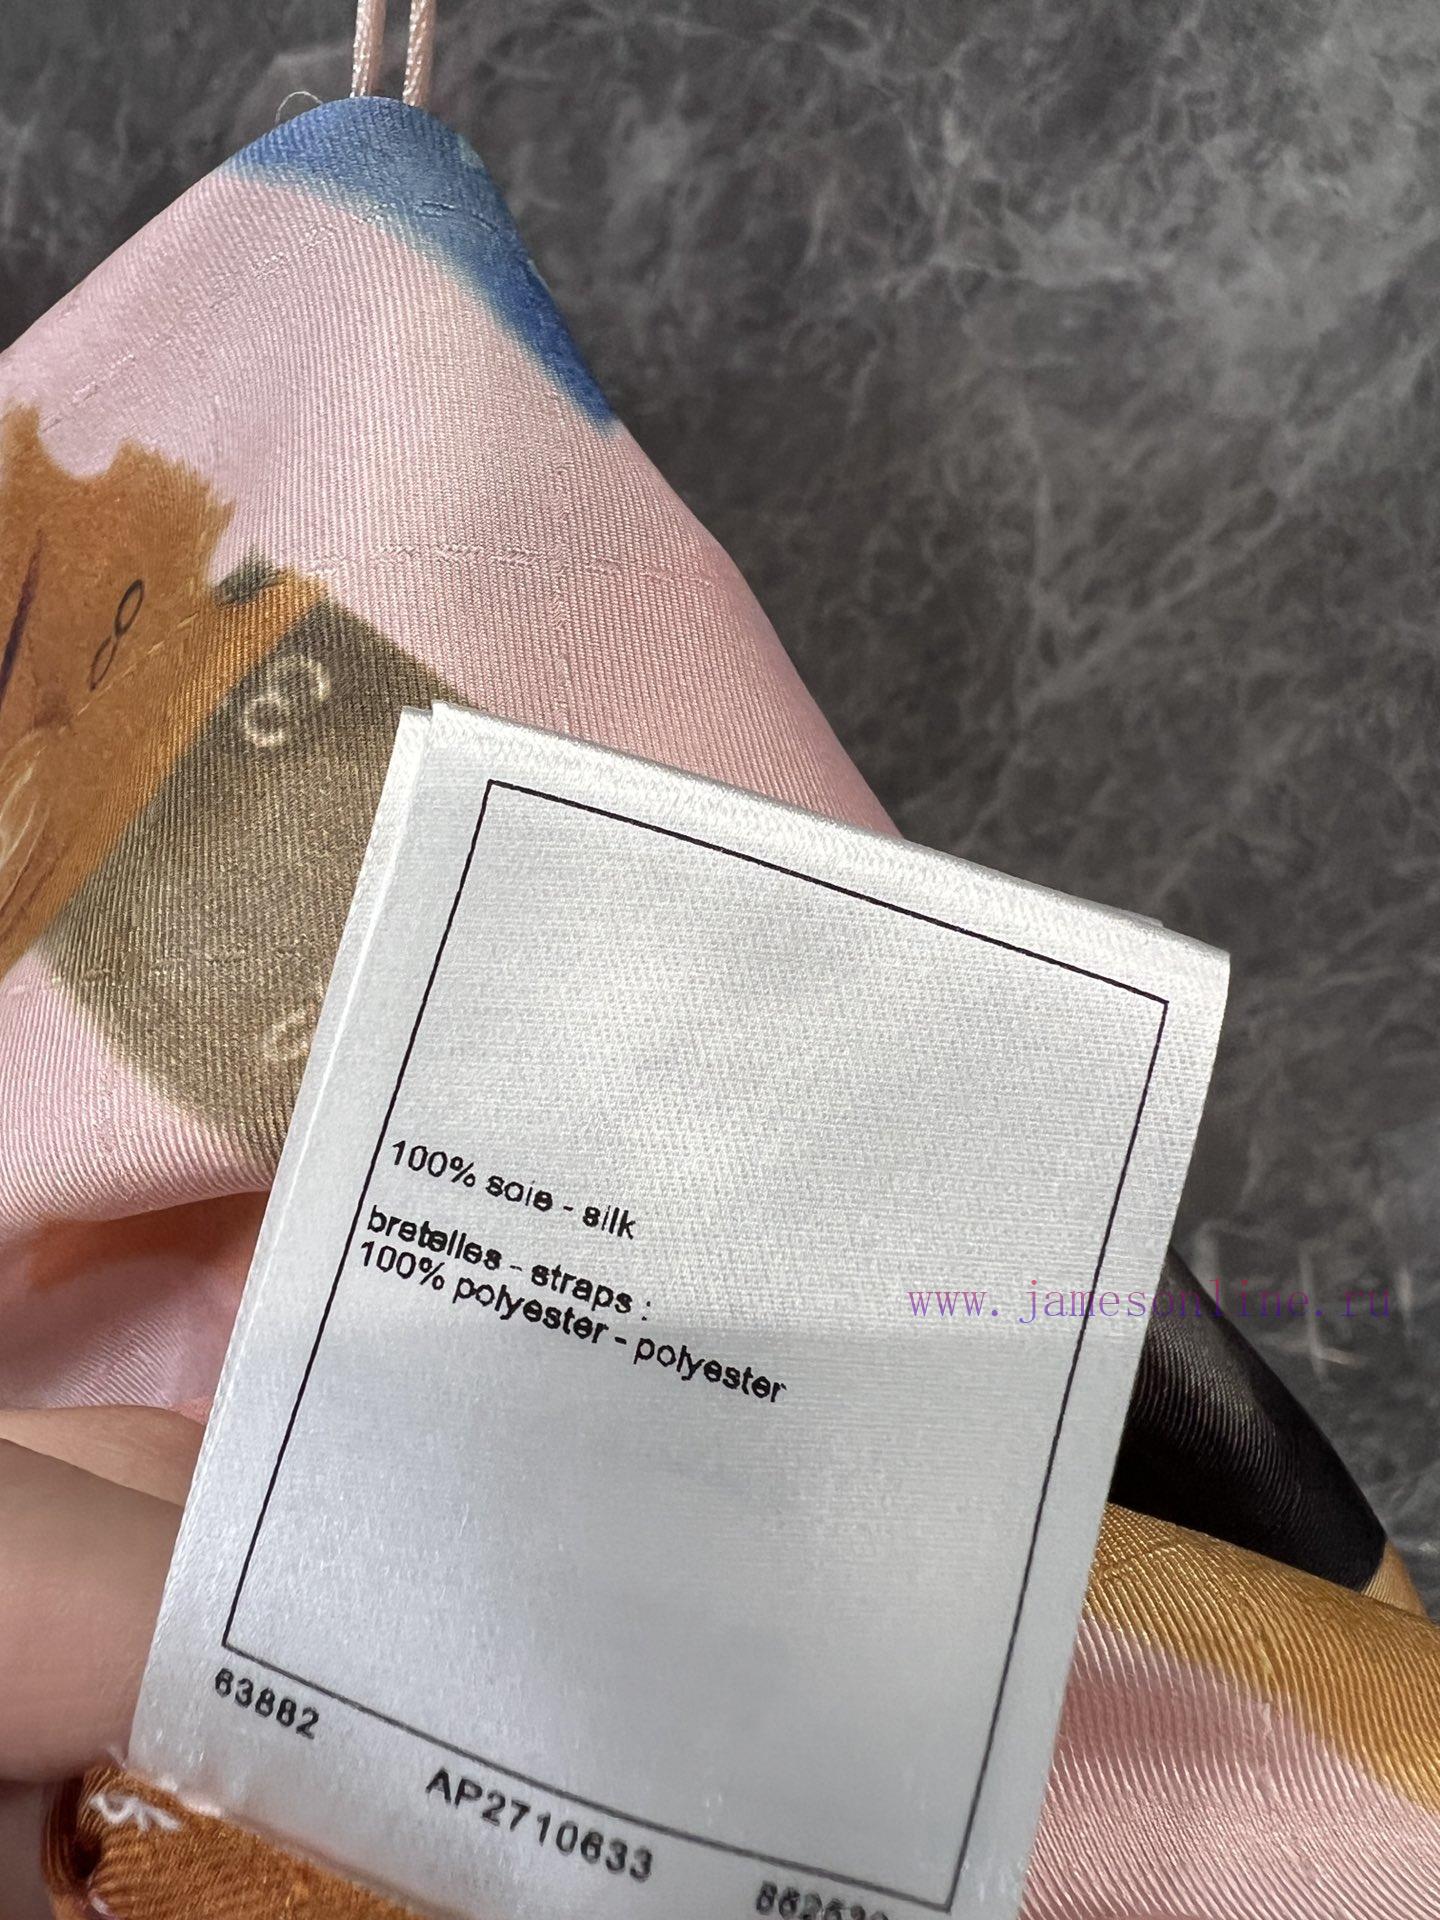 100% soie - silk
bretelles - straps :
100% polyester - polyester
www.jamesonline.ru
63882
AP2710633